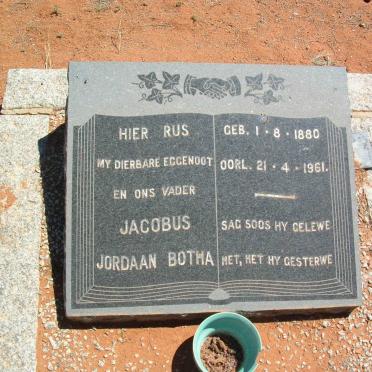 HIER RUS
MY DIERBARE EGGENOOT
EN ONS VADER
JACOBUS
JORDAAN BOTHA
GEB. 1 · 8 · 1880
OORL. 21 · 4 · 1961.
SAG SOOS HY GELEWE
HET, HET HY GESTERWE